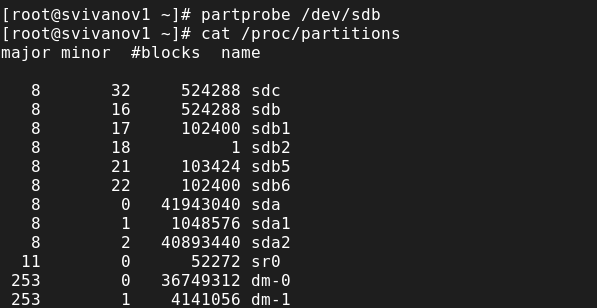 [root@svivanov1 ~]# partprobe /dev/sdb
[root@svivanov1 ~]# cat /proc/partitions
major minor  #blocks  name

   8       32     524288 sdc
   8       16     524288 sdb
   8       17     102400 sdb1
   8       18          1 sdb2
   8       21     103424 sdb5
   8       22     102400 sdb6
   8        0   41943040 sda
   8        1    1048576 sda1
   8        2   40893440 sda2
  11        0      52272 sr0
 253        0   36749312 dm-0
 253        1    4141056 dm-1